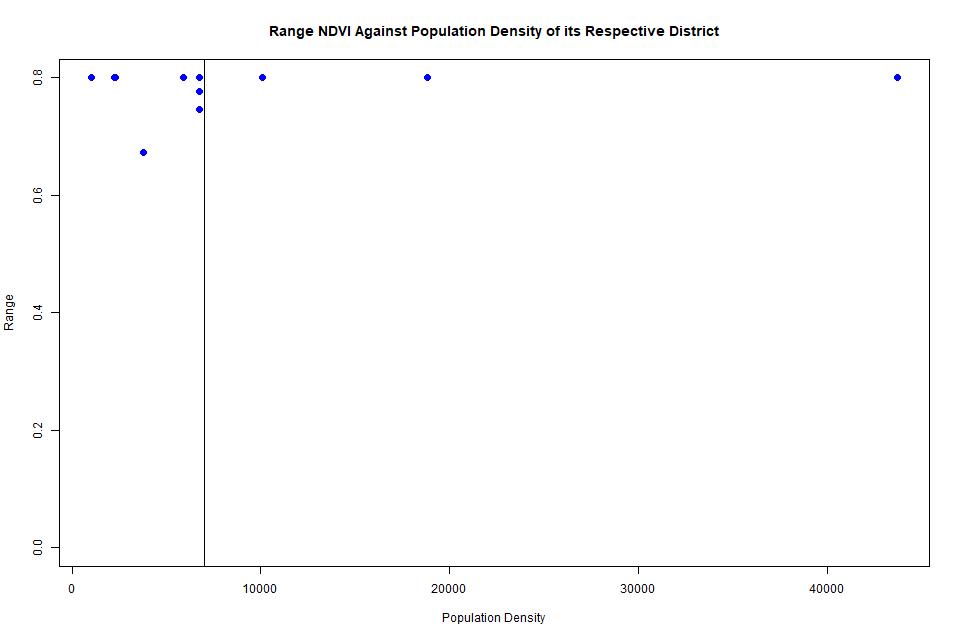 Range NDVI Against Population Density of its Respective District
0.8
0.6
0.4
0.2
0.0
Range
0 10000 20000 30000 40000
Population Density